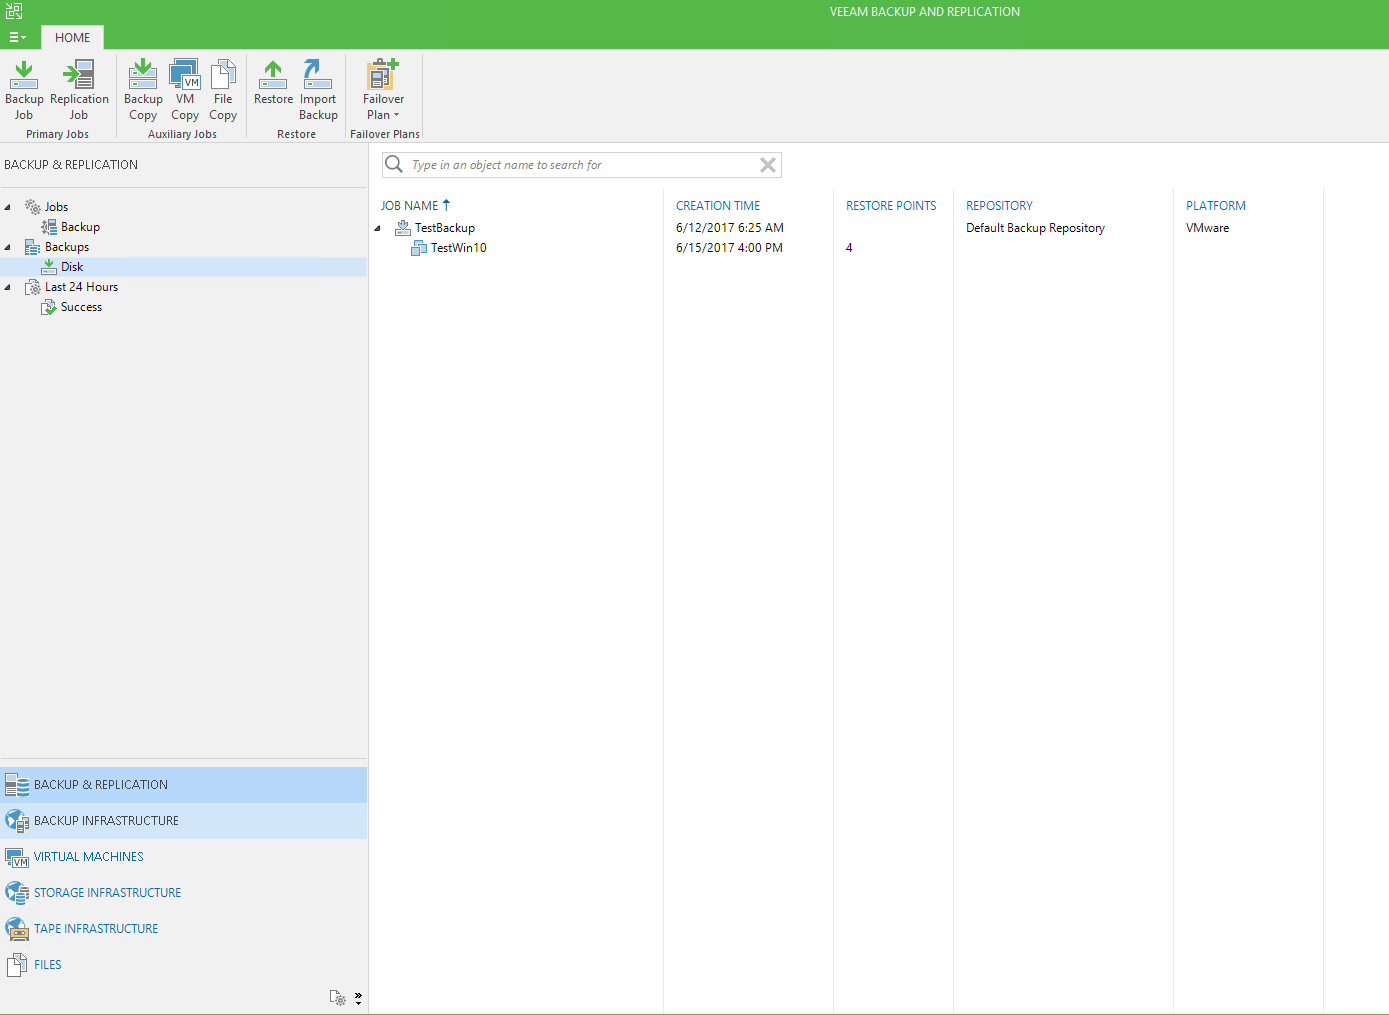 VEEAM BACKUP AND REPLICATION
HOME
Backup Job
Replication Job
Primary Jobs
Backup Copy
VM Copy
File Copy
Auxiliary Jobs
Restore
Import Backup
Restore
Failover Plan
Failover Plans
BACKUP & REPLICATION
Jobs
Backup
Backups
Disk
Last 24 Hours
Success
Type in an object name to search for
JOB NAME CREATION TIME RESTORE POINTS REPOSITORY PLATFORM
TestBackup 6/12/2017 6:25 AM Default Backup Repository VMware
TestWin10 6/15/2017 4:00 PM 4
BACKUP & REPLICATION
BACKUP INFRASTRUCTURE
VIRTUAL MACHINES
STORAGE INFRASTRUCTURE
TAPE INFRASTRUCTURE
FILES